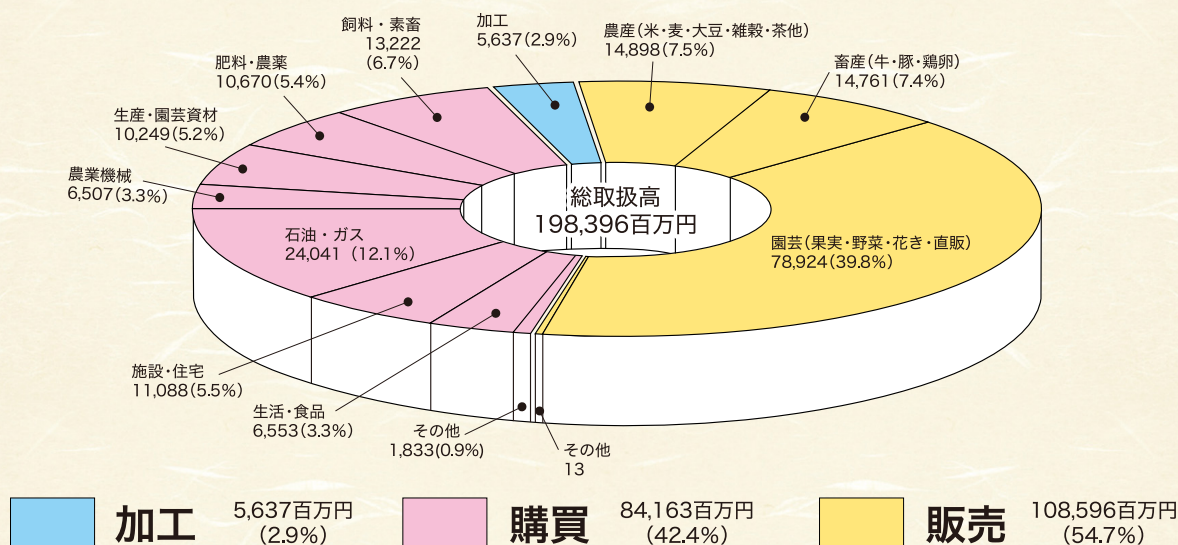 加工
5,637(2.9%)
農産(米・麦・大豆・雑穀・茶他)
14,898(7.5%)
畜産(牛・豚・鶏卵)
14,761(7.4%)
飼料・素畜
13,222
(6.7%)
肥料・農薬
10,670(5.4%)
生産・園芸資材
10,249(5.2%)
農業機械
6,507(3.3%)
総取扱高
198,396百万円
石油・ガス
24,041 (12.1%)
園芸(果実・野菜・花き・直販)
78,924(39.8%)
施設・住宅
11,088(5.5%)
生活・食品
6,553(3.3%)
その他
1,833(0.9%)
その他
13
加工
5,637百万円
(2.9%)
購買
84,163百万円
(42.4%)
販売
108,596百万円
(54.7%)